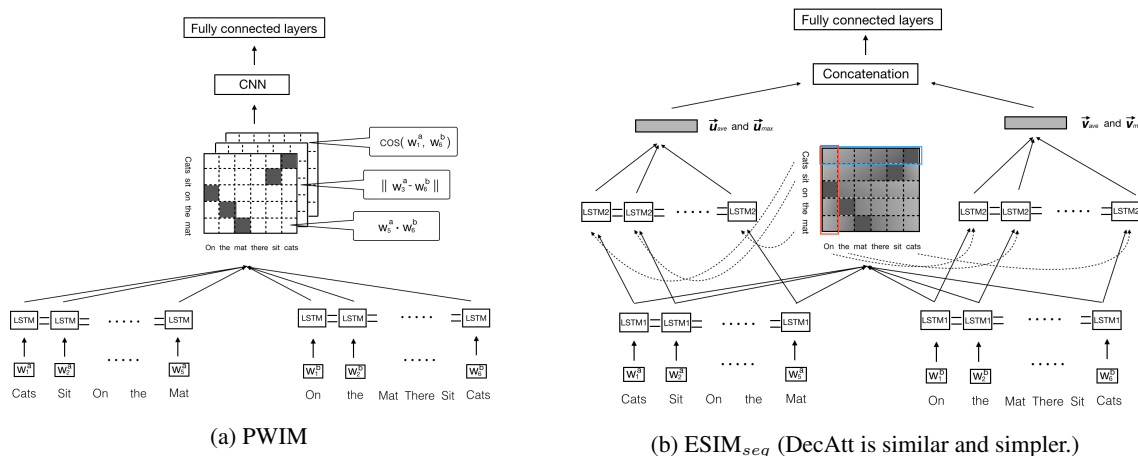 Fully connected layers
CNN
cos( w₁ᵃ, w₆ᵇ )
|| w₃ᵃ - w₆ᵇ ||
w₅ᵃ · w₆ᵇ
Cats sit on the mat
On the mat there sit cats
LSTM LSTM ..... LSTM LSTM LSTM ..... LSTM
w₁ᵃ w₂ᵃ ..... w₅ᵃ w₁ᵇ w₂ᵇ ..... w₆ᵇ
Cats Sit On the Mat On the Mat There Sit Cats
(a) PWIM
Fully connected layers
Concatenation
u ave and u max
v ave and v m
Cats sit on the mat
LSTM2 LSTM2 ..... LSTM2 LSTM2 LSTM2 ..... LSTM2
On the mat there sit cats
LSTM1 LSTM1 ..... LSTM1 LSTM1 LSTM1 ..... LSTM1
w₁ᵃ w₂ᵃ ..... w₅ᵃ w₁ᵇ w₂ᵇ ..... w₆ᵇ
Cats Sit On the Mat On the Mat There Sit Cats
(b) ESIMseq (DecAtt is similar and simpler.)